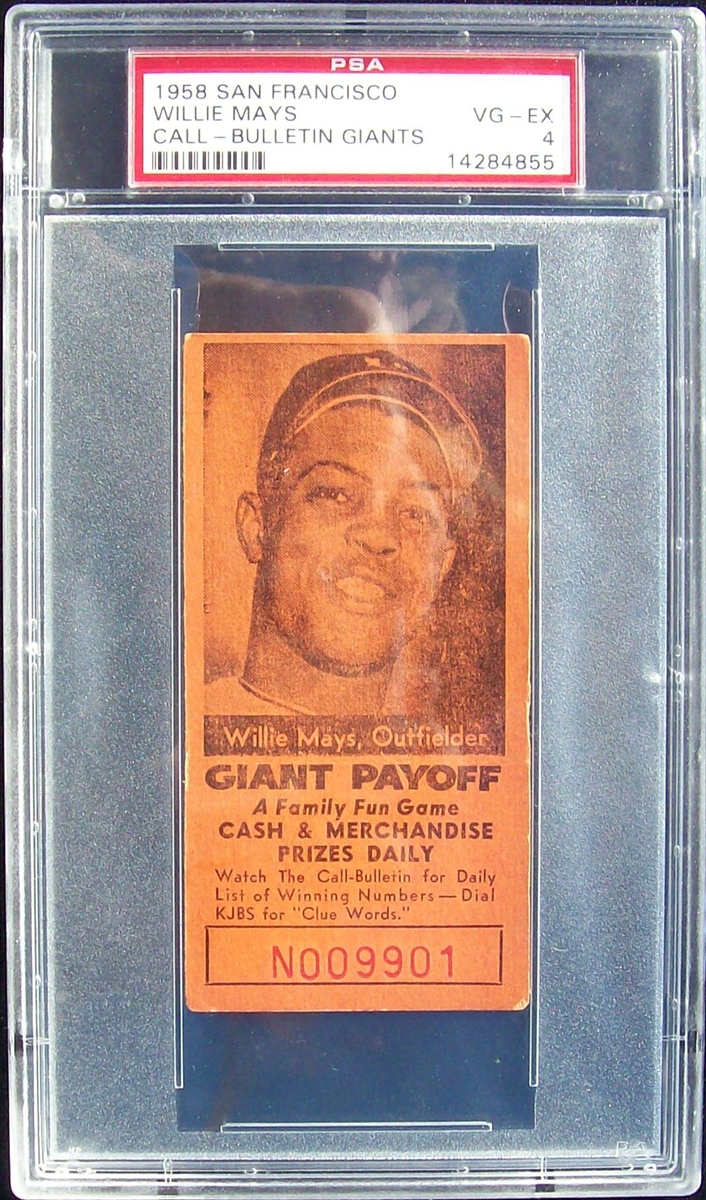 PSA
1958 SAN FRANCISCO
WILLIE MAYS VG-EX
CALL-BULLETIN GIANTS 4
14284855
Willie Mays, Outfielder
GIANT PAYOFF
A Family Fun Game
CASH & MERCHANDISE
PRIZES DAILY
Watch The Call-Bulletin for Daily
List of Winning Numbers—Dial
KJBS for "Clue Words."
N009901